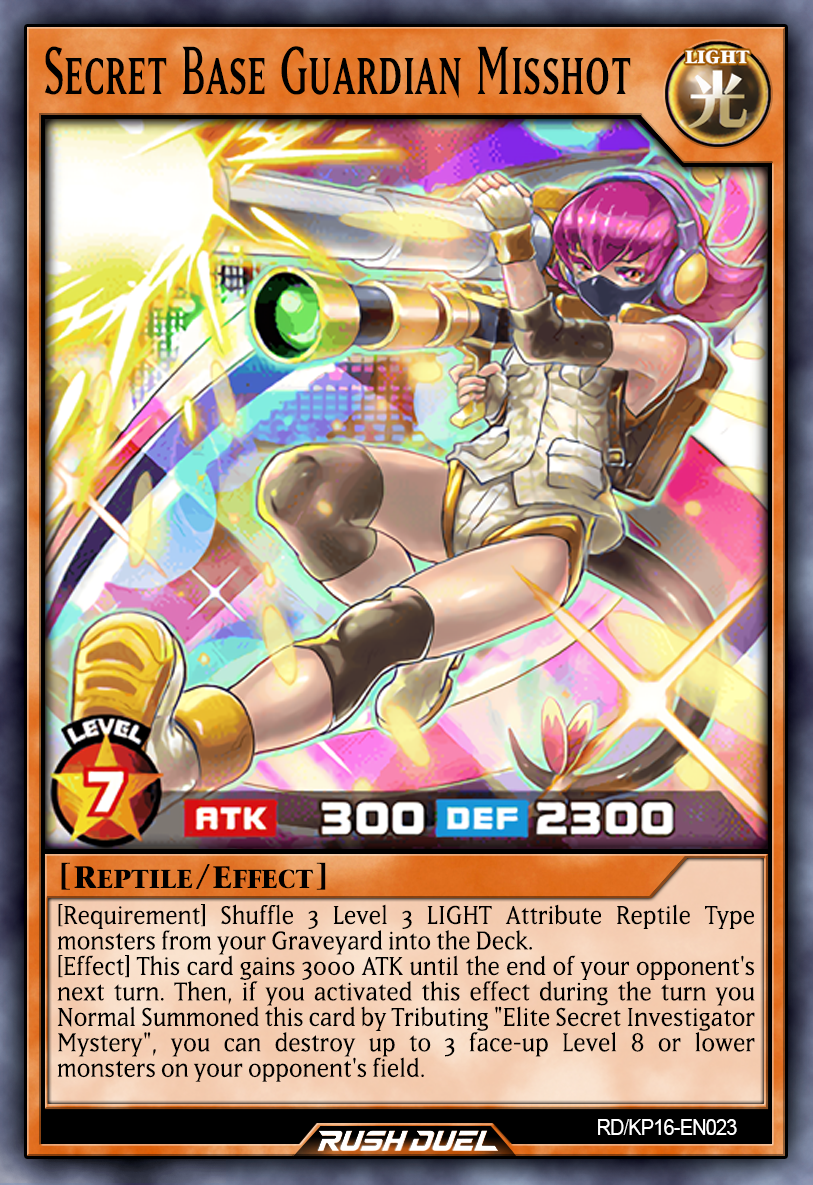 Secret Base Guardian Misshot
LIGHT
光
LEVEL
7
ATK 300 DEF 2300
[Reptile/Effect]
[Requirement] Shuffle 3 Level 3 LIGHT Attribute Reptile Type
monsters from your Graveyard into the Deck.
[Effect] This card gains 3000 ATK until the end of your opponent's
next turn. Then, if you activated this effect during the turn you
Normal Summoned this card by Tributing "Elite Secret Investigator
Mystery", you can destroy up to 3 face-up Level 8 or lower
monsters on your opponent's field.
RD/KP16-EN023
RUSH DUEL